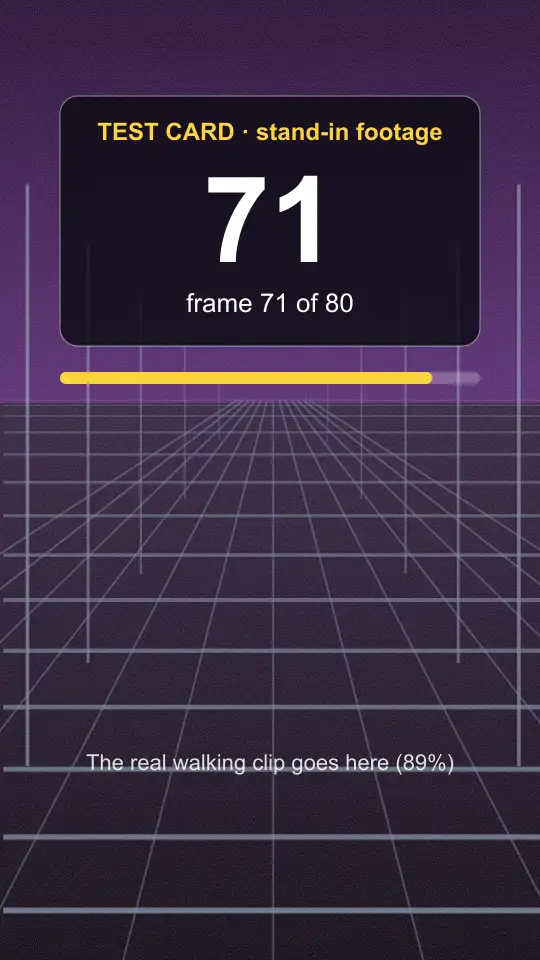 TEST CARD · stand-in footage
71
frame 71 of 80
The real walking clip goes here (89%)